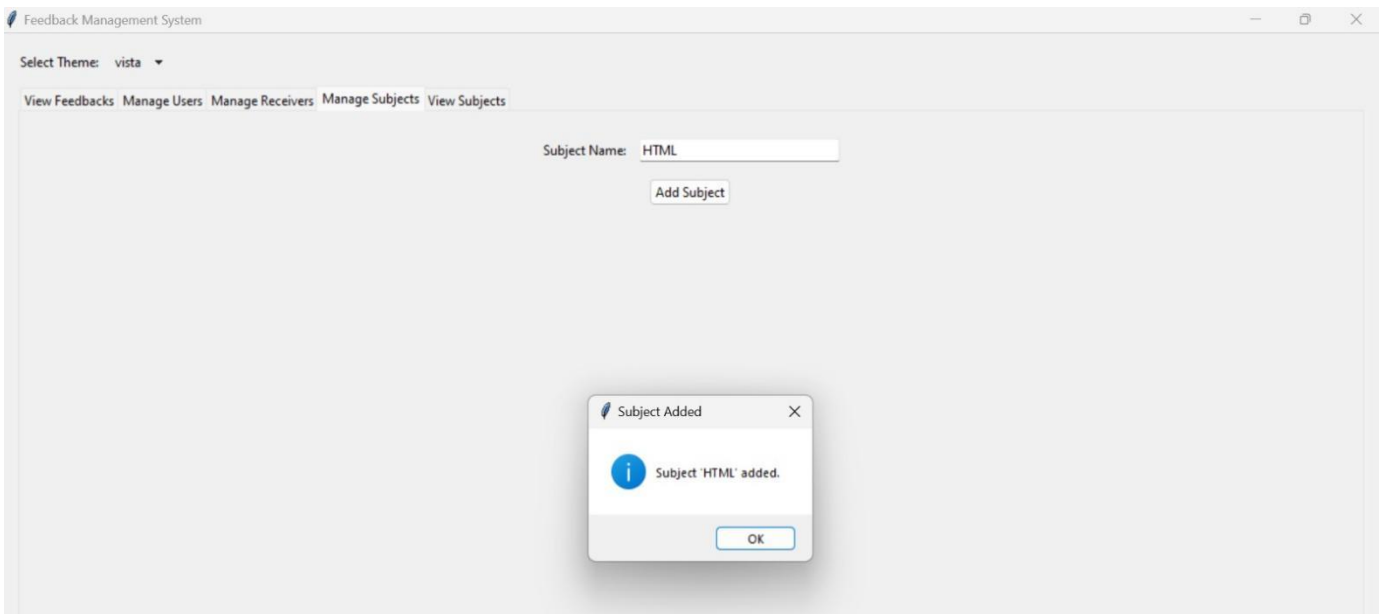 Feedback Management System
Select Theme: vista
View Feedbacks Manage Users Manage Receivers Manage Subjects View Subjects
Subject Name: HTML
Add Subject
Subject Added
Subject 'HTML' added.
OK